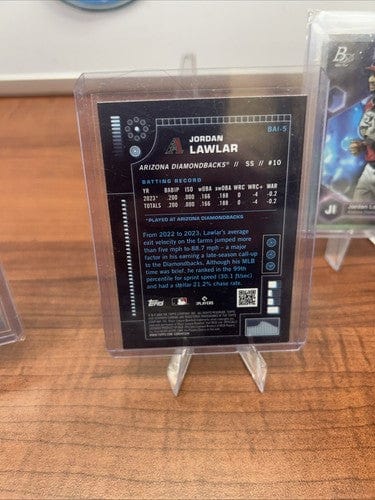 JORDAN
LAWLAR
BAI-5
ARIZONA DIAMONDBACKS® // SS // #10
BATTING RECORD
YR BABIP ISO wOBA xwOBA WRC WRC+ WAR
2023* .200 .000 .166 .188 0 -4 -0.2
TOTALS .200 .000 .166 .188 0 -4 -0.2
*PLAYED AT ARIZONA DIAMONDBACKS
From 2022 to 2023, Lawlar's average
exit velocity on the farms jumped more
than five mph to 88.7 mph – a major
factor in his earning a late-season call-up
to the Diamondbacks. Although his MLB
time was brief, he ranked in the 99th
percentile for sprint speed (30.1 ft/sec)
and had a stellar 21.2% chase rate.
topps
PLAYERS
Jordan La
JL